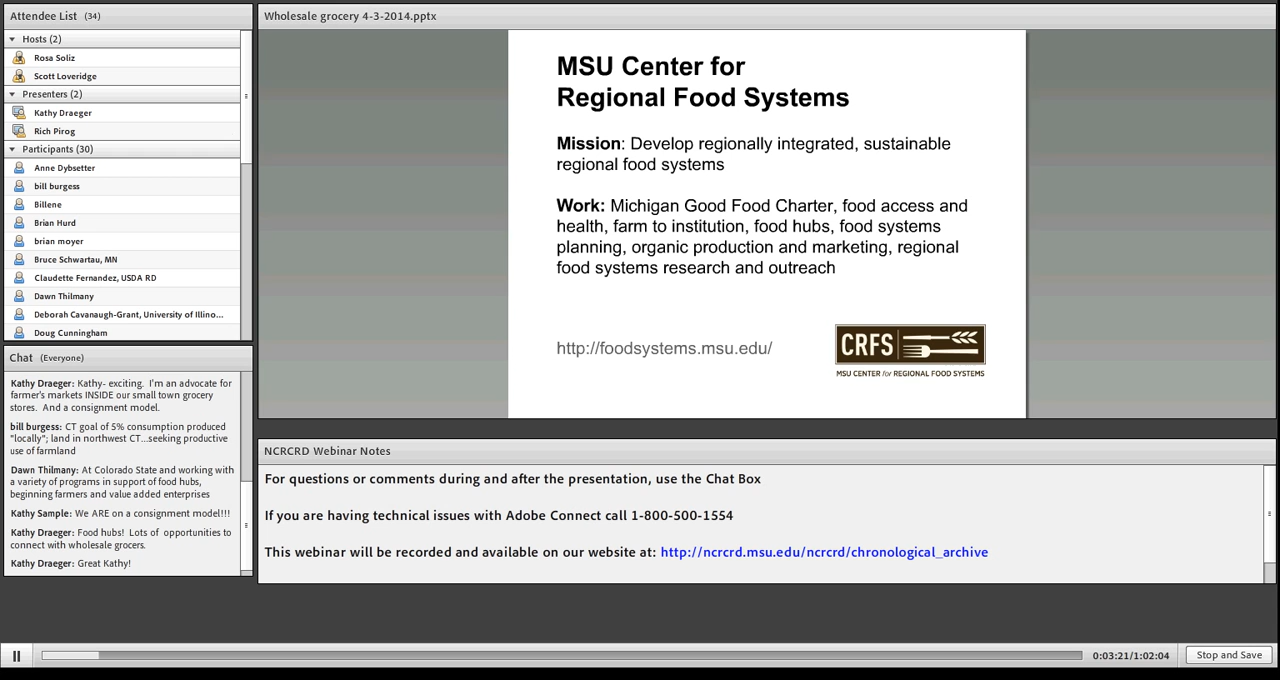 Attendee List (34)
Hosts (2)
Rosa Soliz
Scott Loveridge
Presenters (2)
Kathy Draeger
Rich Pirog
Participants (30)
Anne Dybsetter
bill burgess
Billene
Brian Hurd
brian moyer
Bruce Schwartau, MN
Claudette Fernandez, USDA RD
Dawn Thilmany
Deborah Cavanaugh-Grant, University of Illino...
Doug Cunningham
Chat (Everyone)
Kathy Draeger: Kathy- exciting. I'm an advocate for
farmer's markets INSIDE our small town grocery
stores. And a consignment model.
bill burgess: CT goal of 5% consumption produced
"locally"; land in northwest CT...seeking productive
use of farmland
Dawn Thilmany: At Colorado State and working with
a variety of programs in support of food hubs,
beginning farmers and value added enterprises
Kathy Sample: We ARE on a consignment model!!!
Kathy Draeger: Food hubs! Lots of opportunities to
connect with wholesale grocers.
Kathy Draeger: Great Kathy!
Wholesale grocery 4-3-2014.pptx
MSU Center for
Regional Food Systems
Mission: Develop regionally integrated, sustainable
regional food systems
Work: Michigan Good Food Charter, food access and
health, farm to institution, food hubs, food systems
planning, organic production and marketing, regional
food systems research and outreach
http://foodsystems.msu.edu/
CRFS
MSU CENTER for REGIONAL FOOD SYSTEMS
NCRCRD Webinar Notes
For questions or comments during and after the presentation, use the Chat Box
If you are having technical issues with Adobe Connect call 1-800-500-1554
This webinar will be recorded and available on our website at: http://ncrcrd.msu.edu/ncrcrd/chronological_archive
0:03:21/1:02:04
Stop and Save